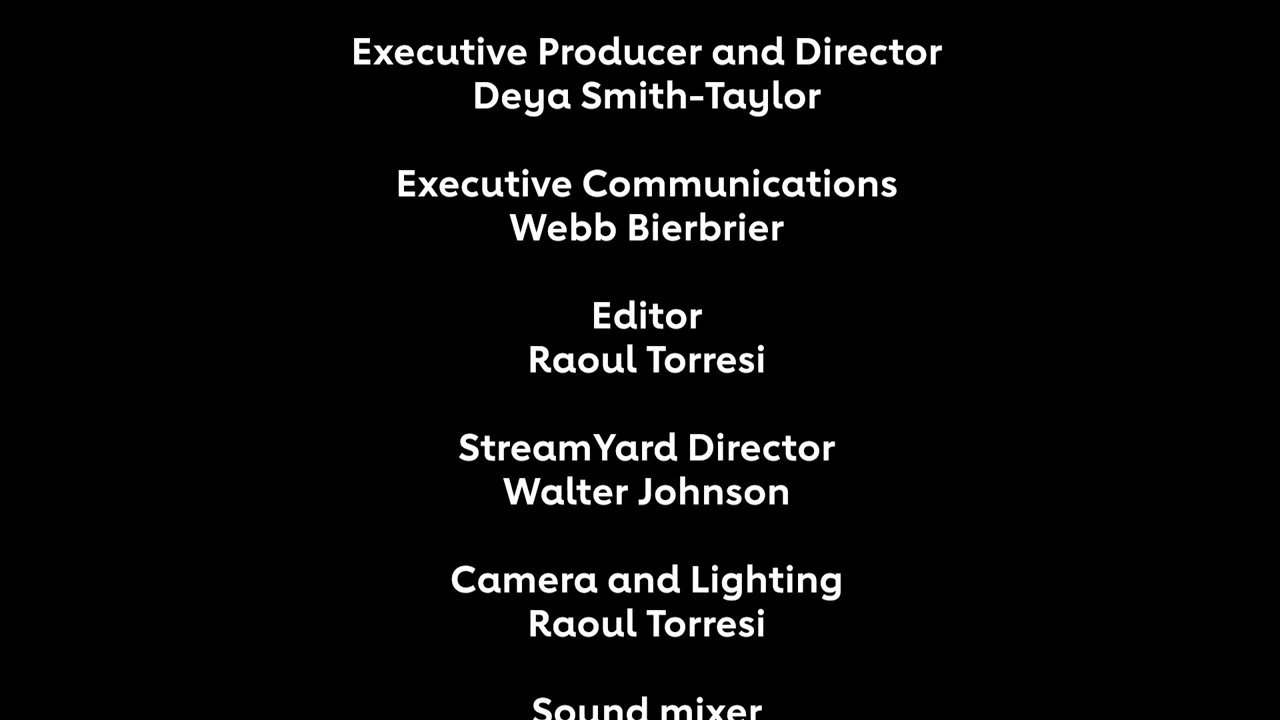 Executive Producer and Director
Deya Smith-Taylor
Executive Communications
Webb Bierbrier
Editor
Raoul Torresi
StreamYard Director
Walter Johnson
Camera and Lighting
Raoul Torresi
Sound mixer